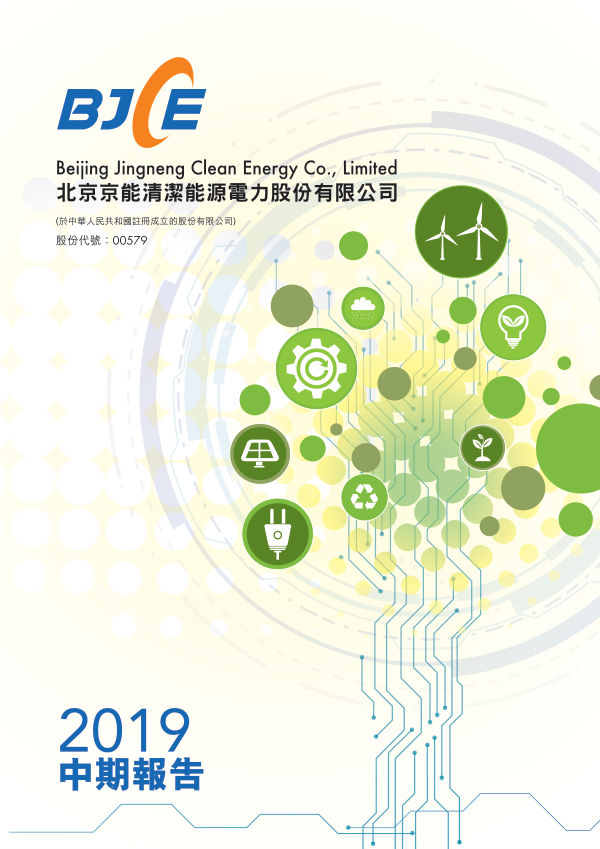 BJCE
Beijing Jingneng Clean Energy Co., Limited
北京京能清潔能源電力股份有限公司
(於中華人民共和國註冊成立的股份有限公司)
股份代號：00579
2019
中期報告